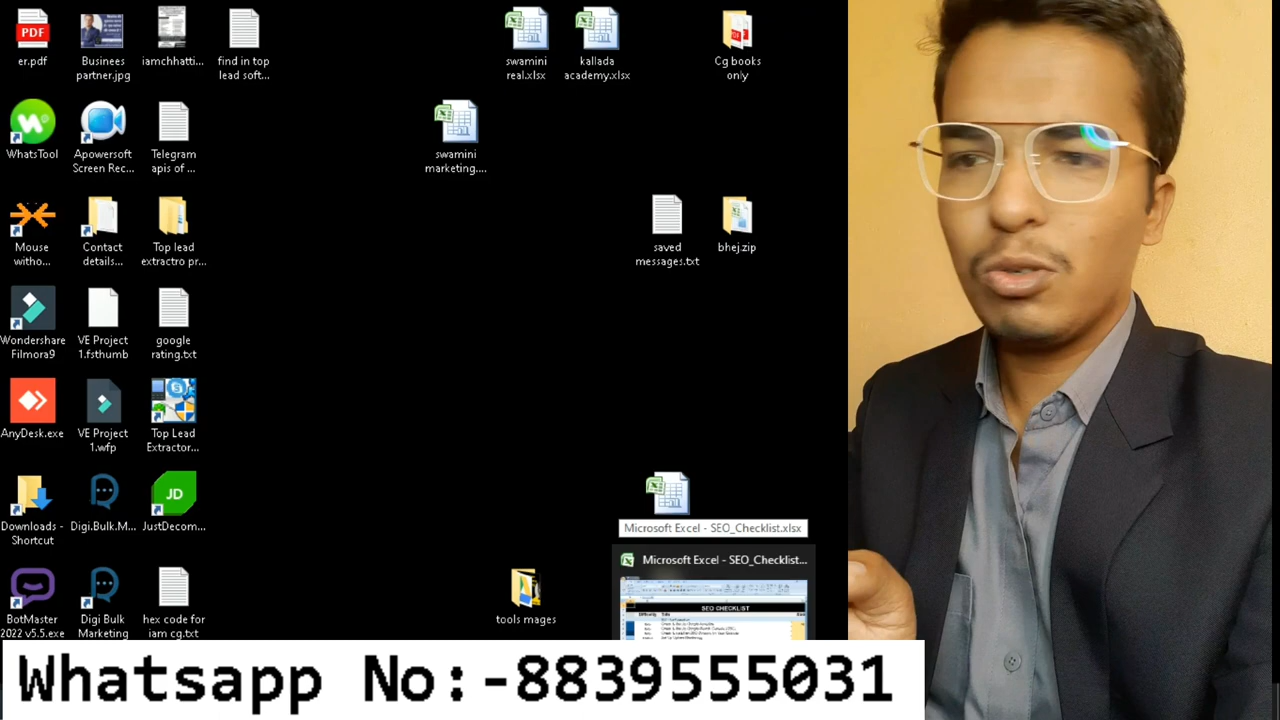 PDF
er.pdf
Businees
partner.jpg
iamchhatti...
find in top
lead soft...
swamini
real.xlsx
kallada
academy.xlsx
Cg books
only
WhatsTool
Apowersoft
Screen Rec...
Telegram
apis of ...
swamini
marketing....
Mouse
witho...
Contact
details...
Top lead
extractro pr...
saved
messages.txt
bhej.zip
Wondershare
Filmora9
VE Project
1.fsthumb
google
rating.txt
AnyDesk.exe
VE Project
1.wfp
Top Lead
Extractor...
Downloads -
Shortcut
Digi.Bulk.M...
JD
JustDecom...
Microsoft Excel - SEO_Checklist.xlsx
Microsoft Excel - SEO_Checklist...
SEO CHECKLIST
BotMaster
2022 v5.5.exe
Digi Bulk
Marketing
hex code for
iam cg.txt
tools mages
Whatsapp No:-8839555031